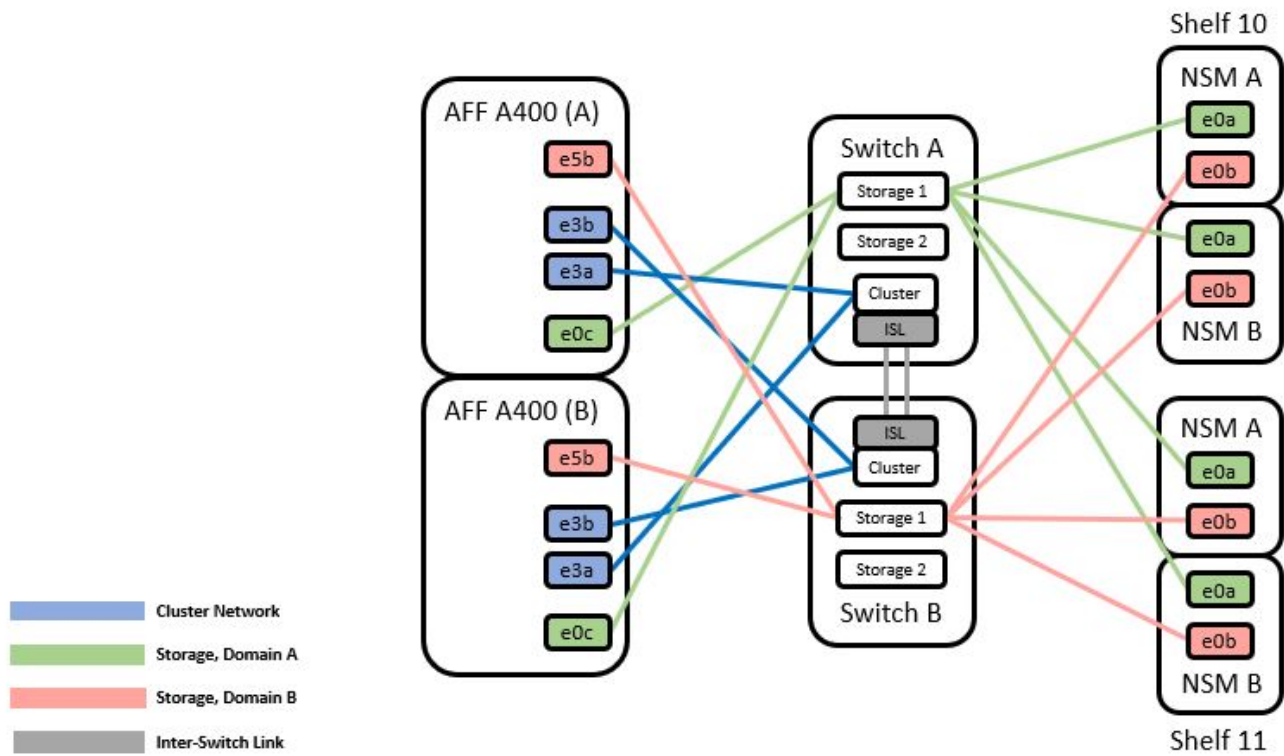 Shelf 10
AFF A400 (A)
e5b
e3b
e3a
e0c
AFF A400 (B)
e5b
e3b
e3a
e0c
Switch A
Storage 1
Storage 2
Cluster
ISL
ISL
Cluster
Storage 1
Storage 2
Switch B
NSM A
e0a
e0b
e0a
e0b
NSM B
NSM A
e0a
e0b
e0a
e0b
NSM B
Shelf 11
Cluster Network
Storage, Domain A
Storage, Domain B
Inter-Switch Link